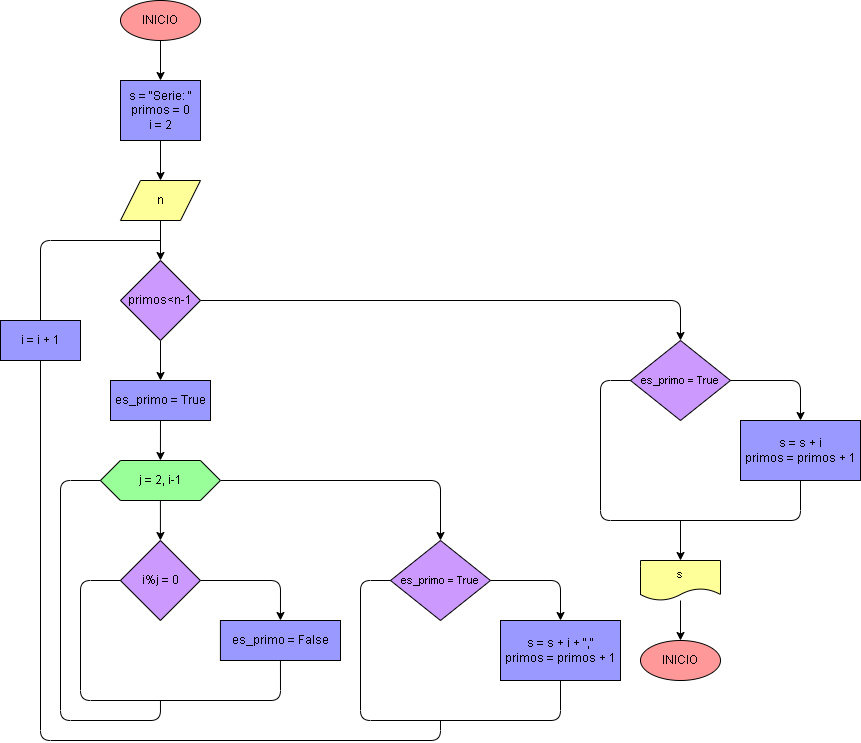 INICIO
s = "Serie: "
primos = 0
i = 2
n
primos<n-1
i = i + 1
es_primo = True
es_primo = True
s = s + i
primos = primos + 1
j = 2, i-1
i%j = 0
es_primo = True
s
es_primo = False
s = s + i + ","
primos = primos + 1
INICIO